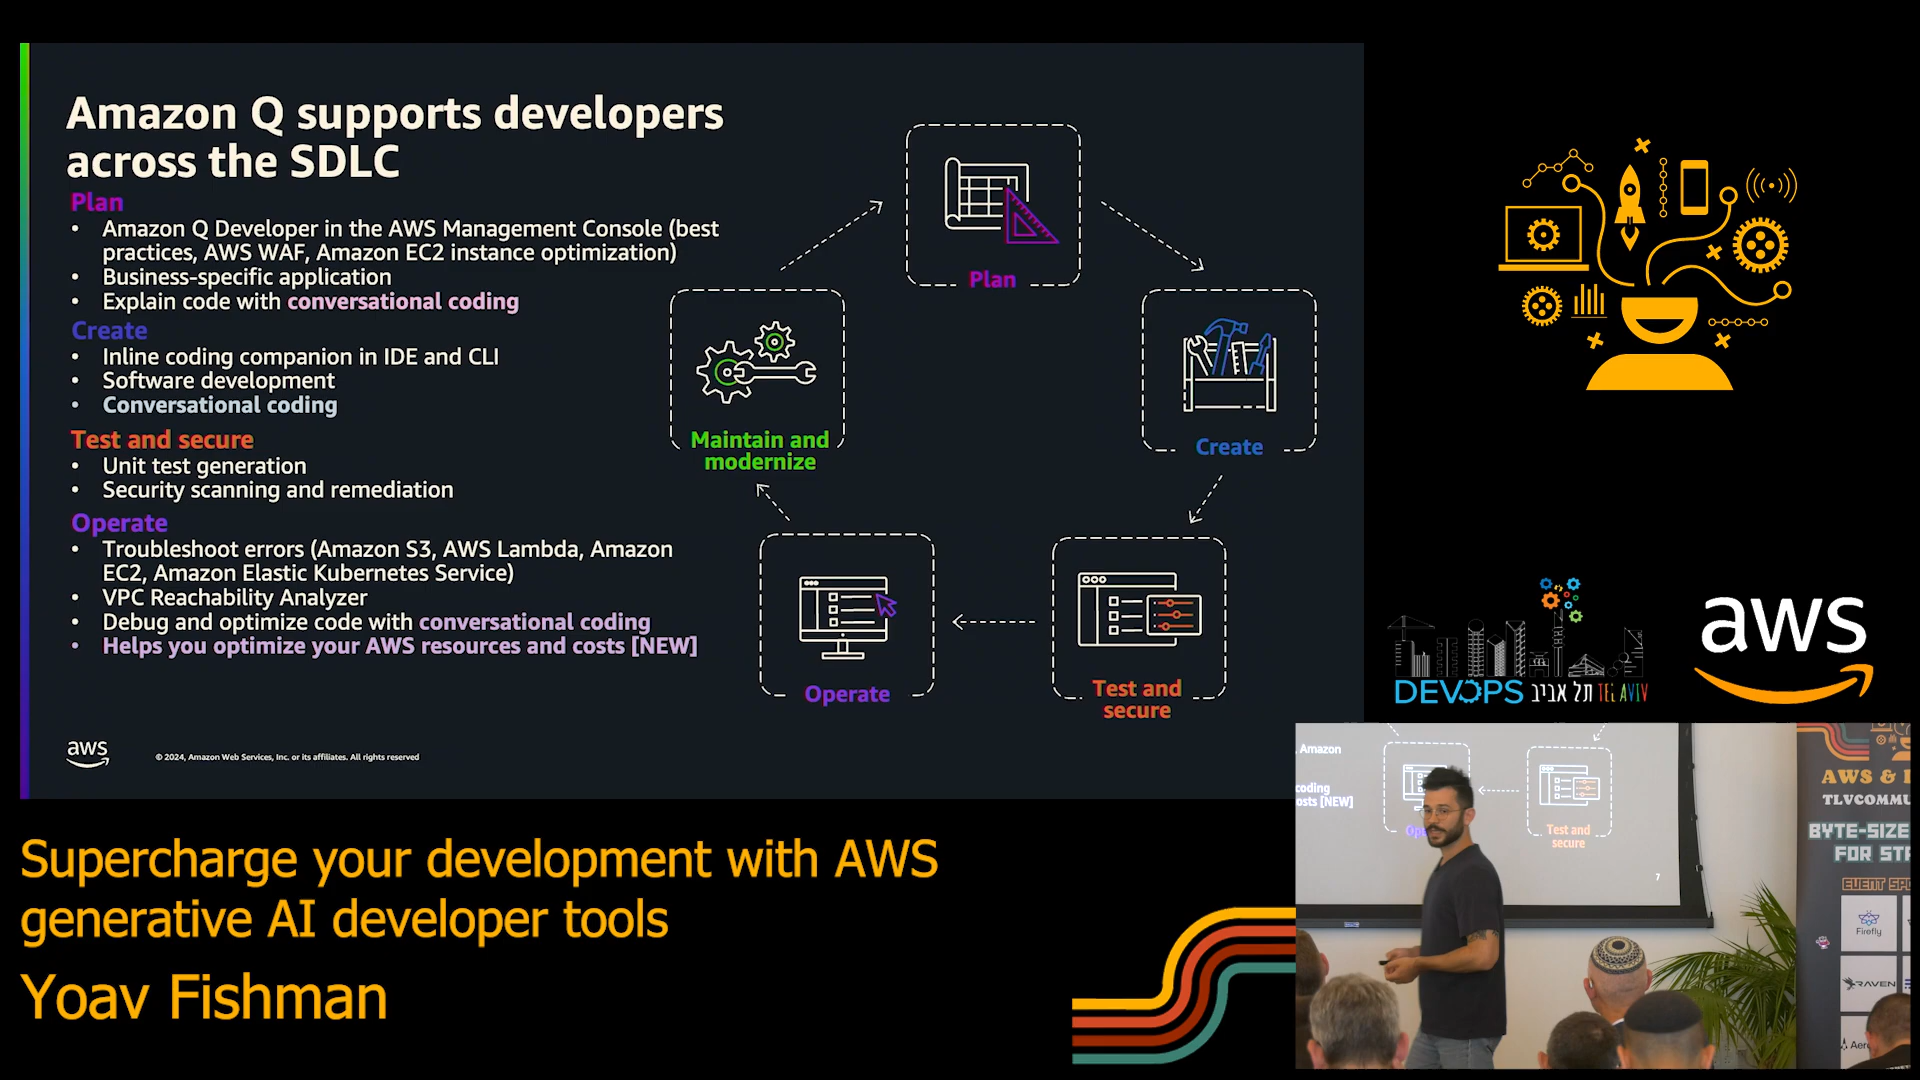 Amazon Q supports developers
across the SDLC
Plan
• Amazon Q Developer in the AWS Management Console (best
practices, AWS WAF, Amazon EC2 instance optimization)
• Business-specific application
• Explain code with conversational coding
Create
• Inline coding companion in IDE and CLI
• Software development
• Conversational coding
Test and secure
• Unit test generation
• Security scanning and remediation
Operate
• Troubleshoot errors (Amazon S3, AWS Lambda, Amazon
EC2, Amazon Elastic Kubernetes Service)
• VPC Reachability Analyzer
• Debug and optimize code with conversational coding
• Helps you optimize your AWS resources and costs [NEW]
Plan
Create
Test and
secure
Operate
Maintain and
modernize
aws
© 2024, Amazon Web Services, Inc. or its affiliates. All rights reserved
DEVOPS תל אביב TEL AVIV
aws
Supercharge your development with AWS
generative AI developer tools
Yoav Fishman
Amazon
coding
[NEW]
Test and
secure
7
AWS &
BYTE-SIZE
FOR
EVENT
Firefly
RAVEN